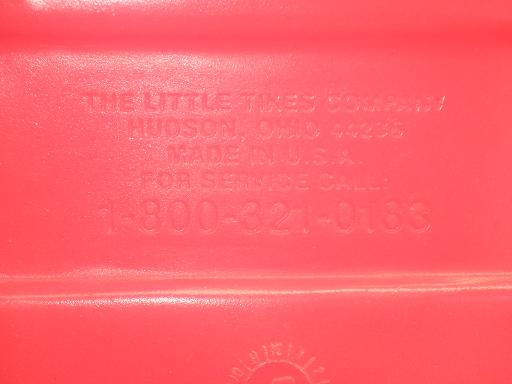 THE LITTLE TIKES COMPANY
HUDSON, OHIO 44236
MADE IN U.S.A.
FOR SERVICE CALL:
1-800-321-0183